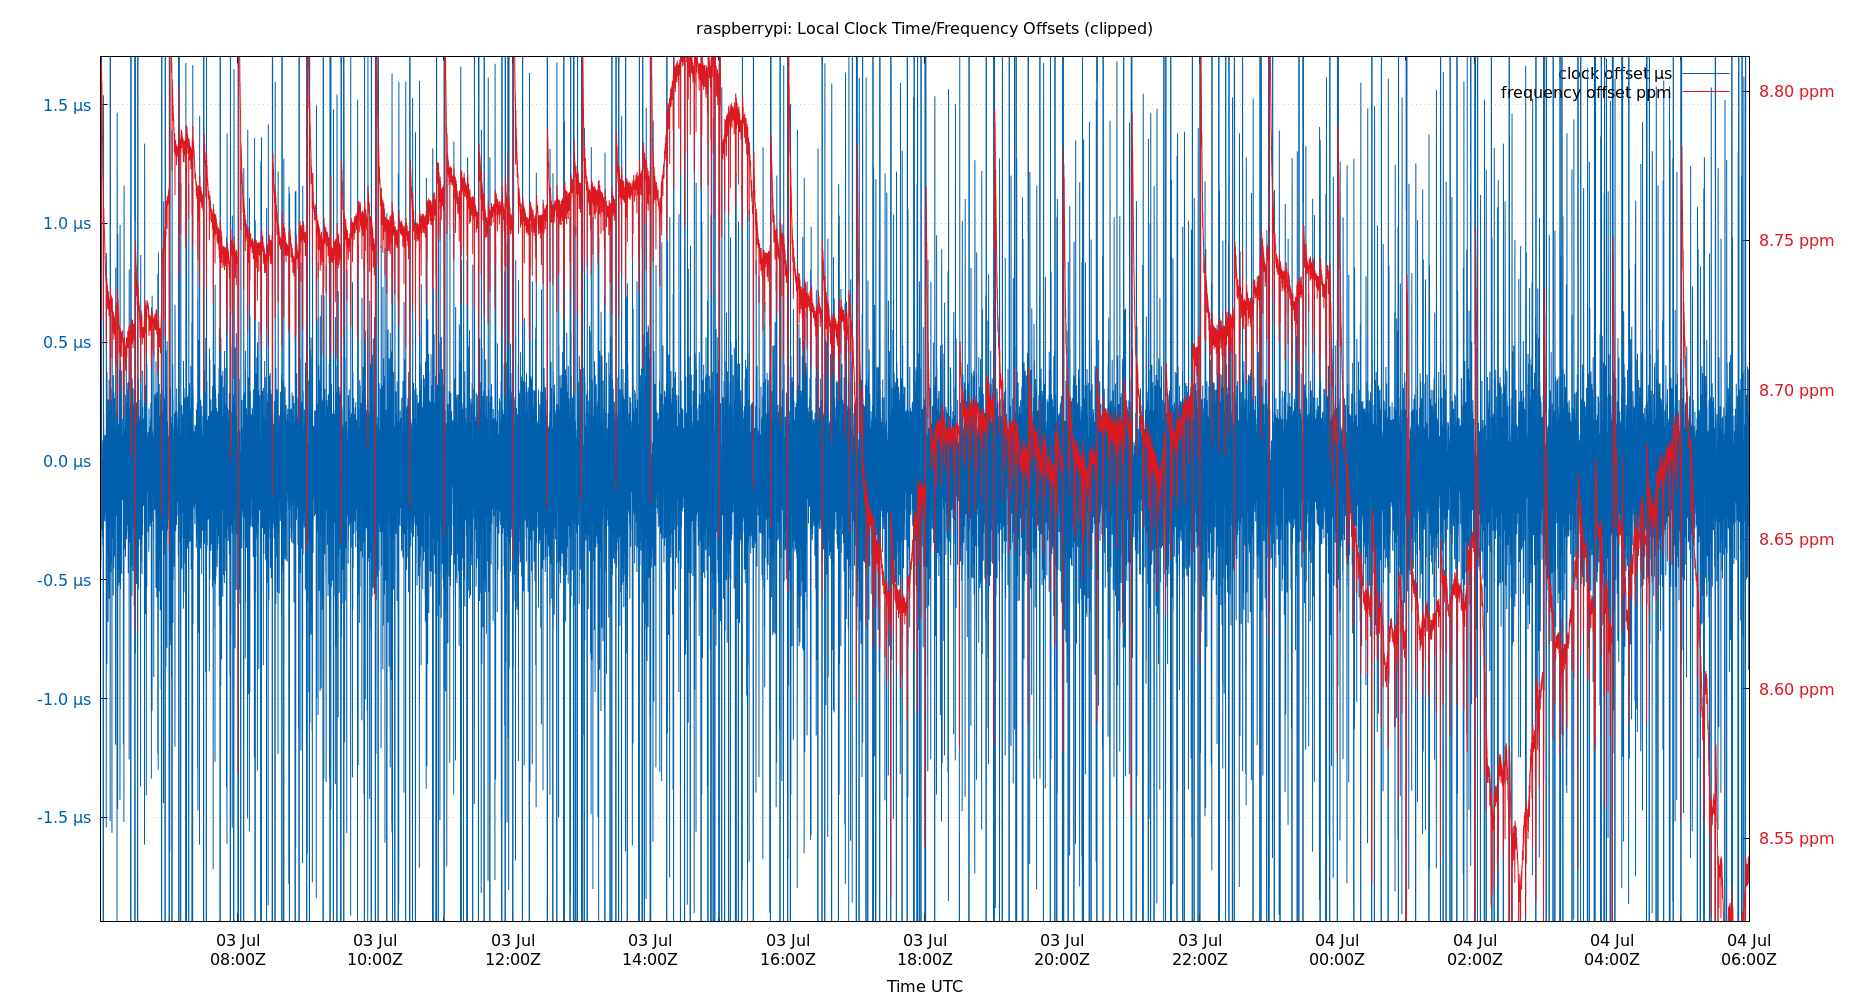 raspberrypi: Local Clock Time/Frequency Offsets (clipped)
clock offset µs
frequency offset ppm
1.5 µs
1.0 µs
0.5 µs
0.0 µs
-0.5 µs
-1.0 µs
-1.5 µs
8.80 ppm
8.75 ppm
8.70 ppm
8.65 ppm
8.60 ppm
8.55 ppm
03 Jul
08:00Z
03 Jul
10:00Z
03 Jul
12:00Z
03 Jul
14:00Z
03 Jul
16:00Z
03 Jul
18:00Z
03 Jul
20:00Z
03 Jul
22:00Z
04 Jul
00:00Z
04 Jul
02:00Z
04 Jul
04:00Z
04 Jul
06:00Z
Time UTC